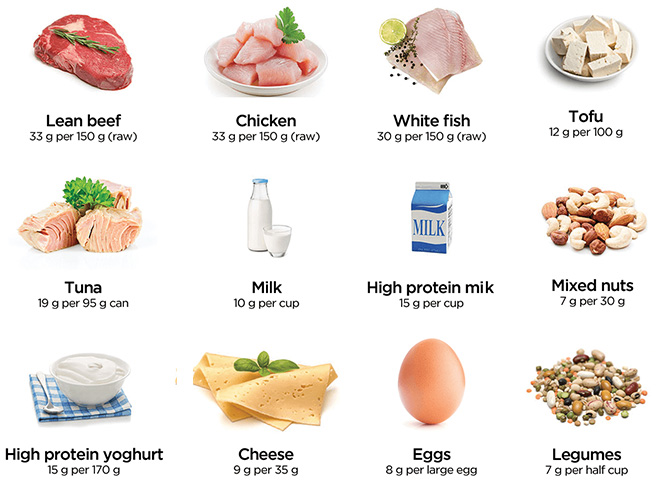 Lean beef
33 g per 150 g (raw)
Chicken
33 g per 150 g (raw)
White fish
30 g per 150 g (raw)
Tofu
12 g per 100 g
Tuna
19 g per 95 g can
Milk
10 g per cup
MILK
High protein mik
15 g per cup
Mixed nuts
7 g per 30 g
High protein yoghurt
15 g per 170 g
Cheese
9 g per 35 g
Eggs
8 g per large egg
Legumes
7 g per half cup